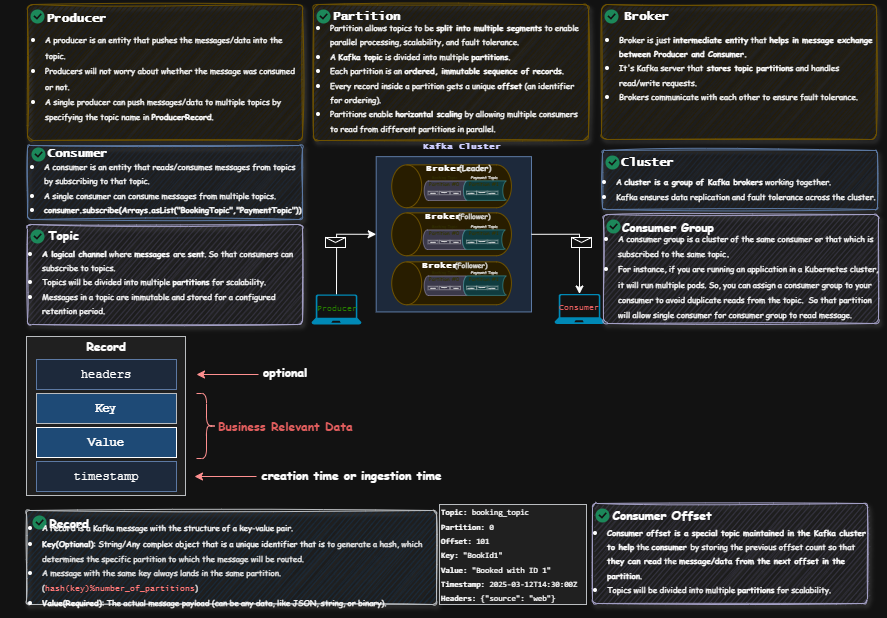 Producer
A producer is an entity that pushes the messages/data into the
topic.
Producers will not worry about whether the message was consumed
or not.
A single producer can push messages/data to multiple topics by
specifying the topic name in ProducerRecord.
Partition
Partition allows topics to be split into multiple segments to enable
parallel processing, scalability, and fault tolerance.
A Kafka topic is divided into multiple partitions.
Each partition is an ordered, immutable sequence of records.
Every record inside a partition gets a unique offset (an identifier
for ordering).
Partitions enable horizontal scaling by allowing multiple consumers
to read from different partitions in parallel.
Broker
Broker is just intermediate entity that helps in message exchange
between Producer and Consumer.
It's Kafka server that stores topic partitions and handles
read/write requests.
Brokers communicate with each other to ensure fault tolerance.
Consumer
A consumer is an entity that reads/consumes messages from topics
by subscribing to that topic.
A single consumer can consume messages from multiple topics.
consumer.subscribe(Arrays.asList("BookingTopic","PaymentTopic"))
Topic
A logical channel where messages are sent. So that consumers can
subscribe to topics.
Topics will be divided into multiple partitions for scalability.
Messages in a topic are immutable and stored for a configured
retention period.
Kafka Cluster
Broker(Leader)
Payment Topic
Broker(Follower)
Payment Topic
Broker(Follower)
Payment Topic
Producer
Consumer
Cluster
A cluster is a group of Kafka brokers working together.
Kafka ensures data replication and fault tolerance across the cluster.
Consumer Group
A consumer group is a cluster of the same consumer or that which is
subscribed to the same topic.
For instance, if you are running an application in a Kubernetes cluster,
it will run multiple pods. So, you can assign a consumer group to your
consumer to avoid duplicate reads from the topic. So that partition
will allow single consumer for consumer group to read message.
Record
headers
optional
Key
Business Relevant Data
Value
timestamp
creation time or ingestion time
Record
A record is a Kafka message with the structure of a key-value pair.
Key(Optional): String/Any complex object that is a unique identifier that is to generate a hash, which
determines the specific partition to which the message will be routed.
A message with the same key always lands in the same partition.
(hash(key)%number_of_partitions)
Value(Required): The actual message payload (can be any data, like JSON, string, or binary).
Topic: booking_topic
Partition: 0
Offset: 101
Key: "BookId1"
Value: "Booked with ID 1"
Timestamp: 2025-03-12T14:30:00Z
Headers: {"source": "web"}
Consumer Offset
Consumer offset is a special topic maintained in the Kafka cluster
to help the consumer by storing the previous offset count so that
they can read the message/data from the next offset in the
partition.
Topics will be divided into multiple partitions for scalability.